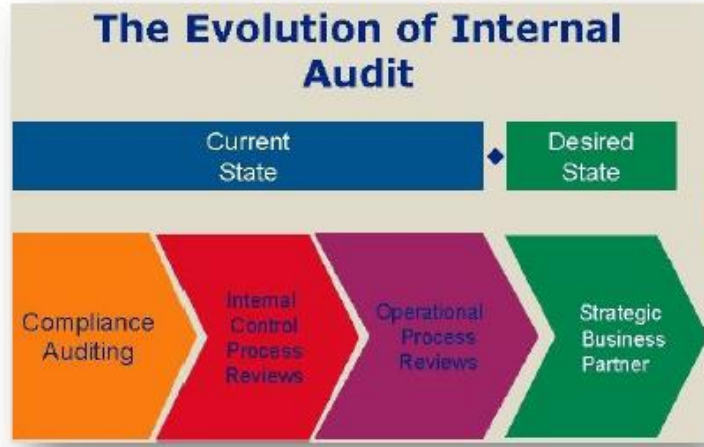 The Evolution of Internal
Audit
Current
State
Desired
State
Compliance
Auditing
Internal
Control
Process
Reviews
Operational
Process
Reviews
Strategic
Business
Partner